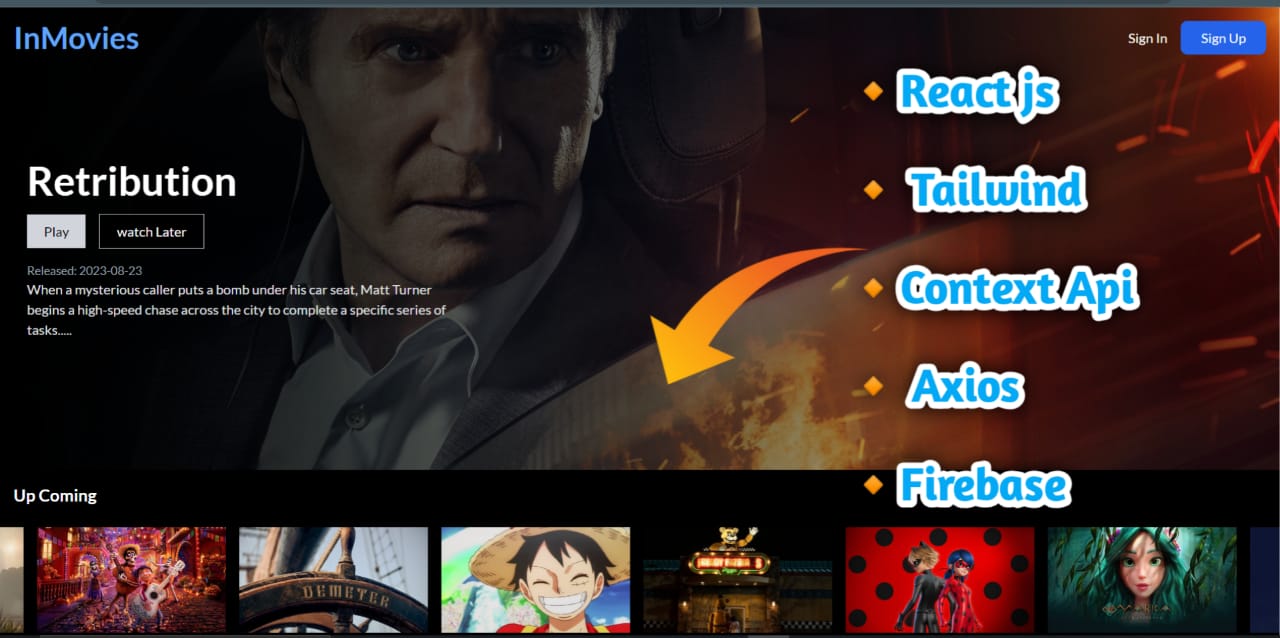 InMovies
Sign In
Sign Up
React js
Tailwind
Retribution
Play
watch Later
Released: 2023-08-23
When a mysterious caller puts a bomb under his car seat, Matt Turner
begins a high-speed chase across the city to complete a specific series of
tasks.....
Context Api
Axios
Firebase
Up Coming
DEMETER